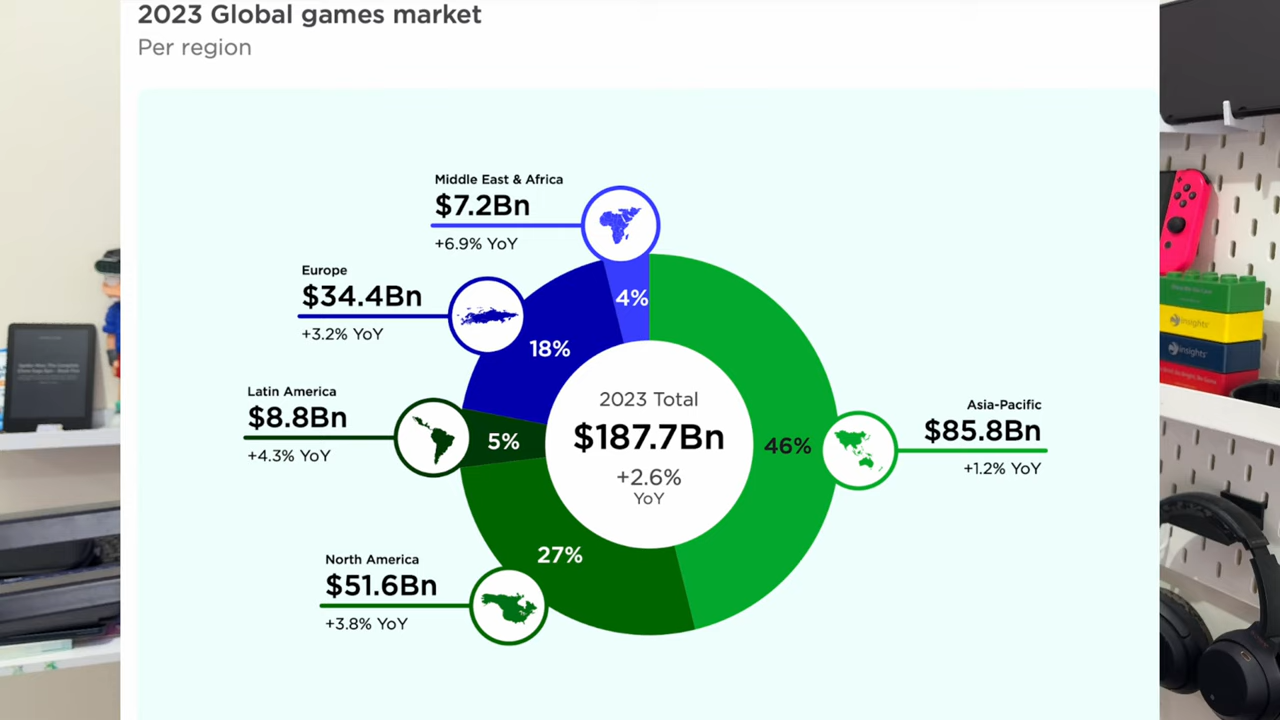 2023 Global games market
Per region
Middle East & Africa
$7.2Bn
+6.9% YoY
Europe
$34.4Bn
+3.2% YoY
Latin America
$8.8Bn
+4.3% YoY
North America
$51.6Bn
+3.8% YoY
4%
18%
5%
27%
46%
2023 Total
$187.7Bn
+2.6%
YoY
Asia-Pacific
$85.8Bn
+1.2% YoY
insights
insights